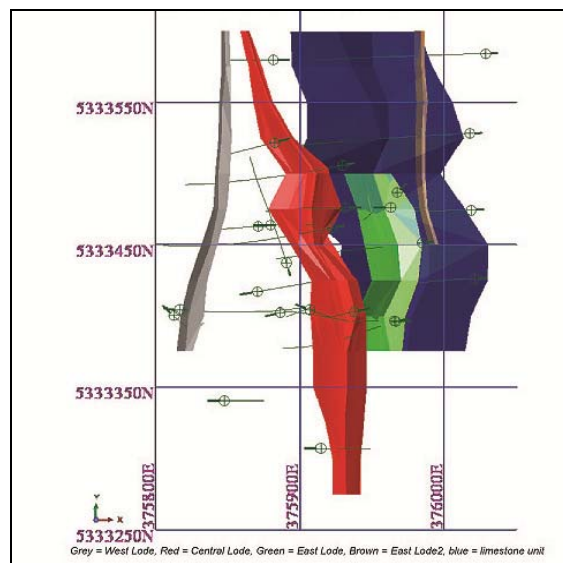 5333550N
5333450N
5333350N
5333250N
375800E
375900E
376000E
Y
X
Grey = West Lode, Red = Central Lode, Green = East Lode, Brown = East Lode2, blue = limestone unit